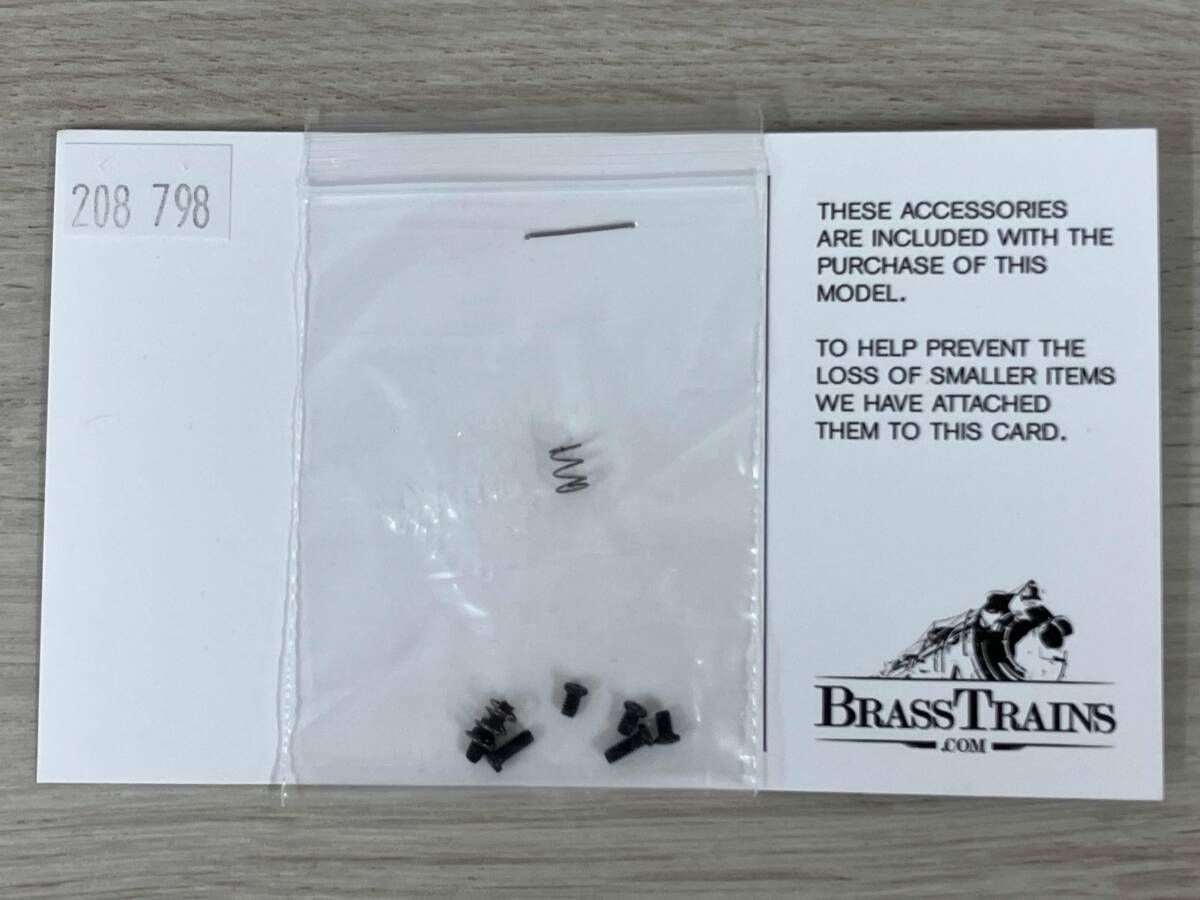 208 798
THESE ACCESSORIES
ARE INCLUDED WITH THE
PURCHASE OF THIS
MODEL.
TO HELP PREVENT THE
LOSS OF SMALLER ITEMS
WE HAVE ATTACHED
THEM TO THIS CARD.
BRASSTRAINS
.COM